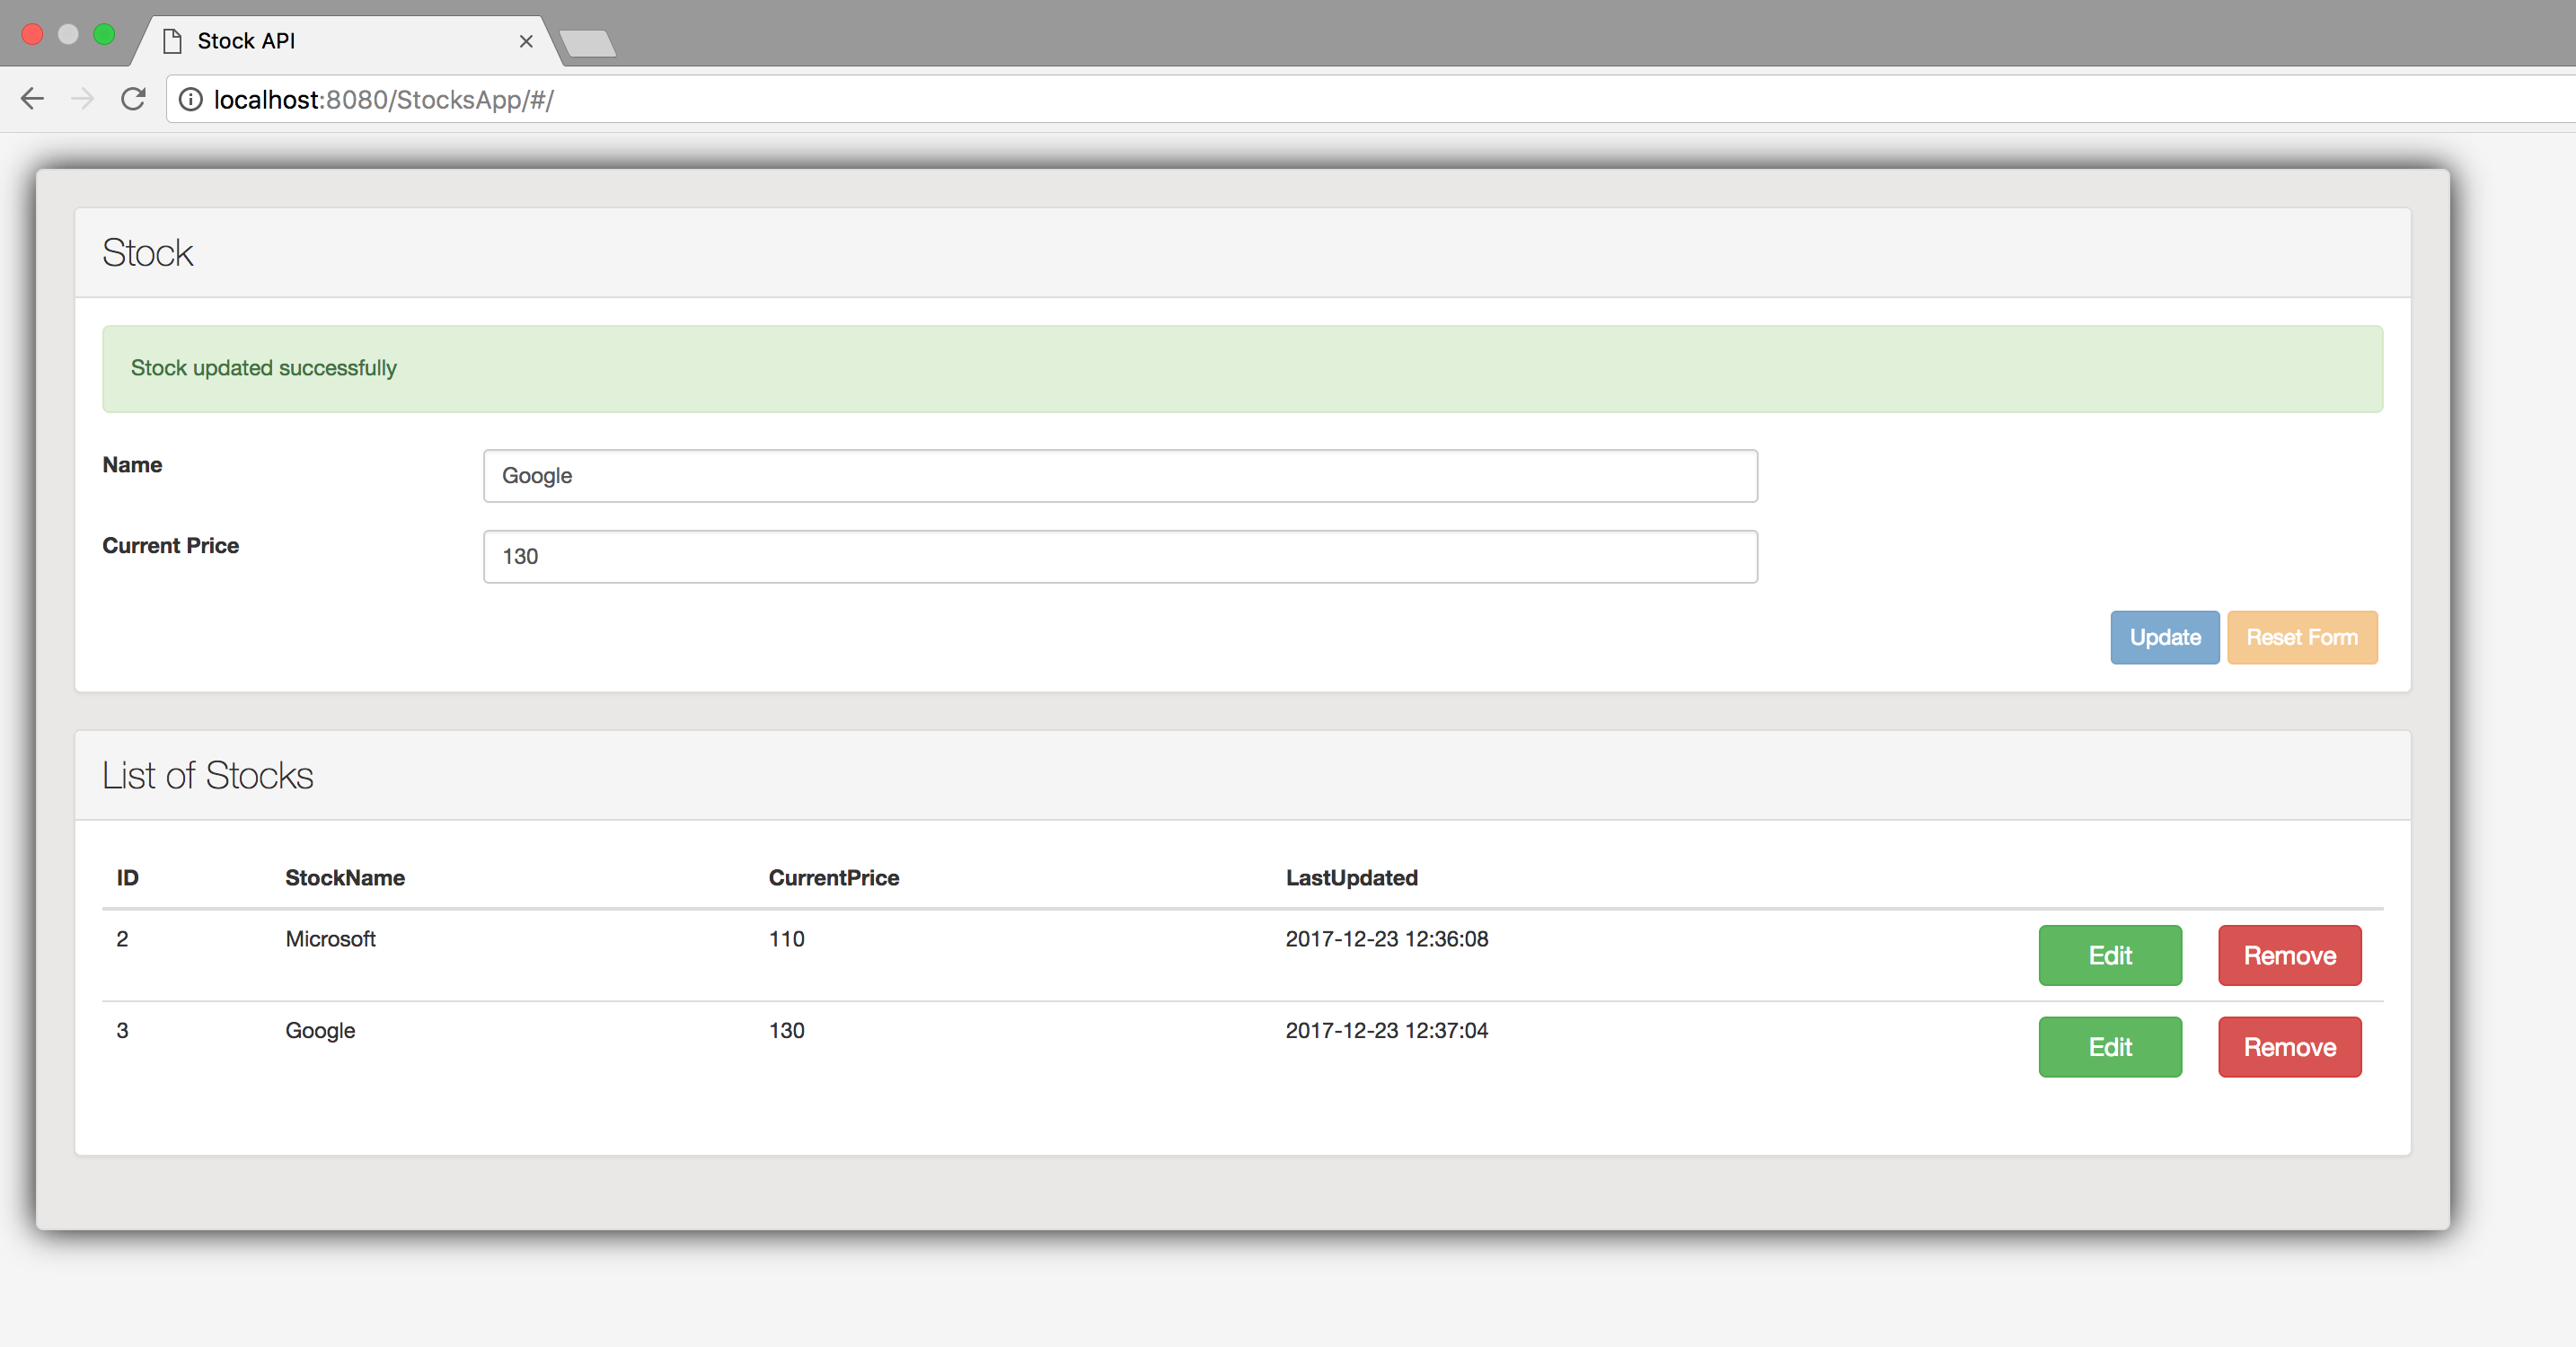 Stock API
localhost:8080/StocksApp/#/
Stock
Stock updated successfully
Name
Google
Current Price
130
Update Reset Form
List of Stocks
ID StockName CurrentPrice LastUpdated
2 Microsoft 110 2017-12-23 12:36:08 Edit Remove
3 Google 130 2017-12-23 12:37:04 Edit Remove